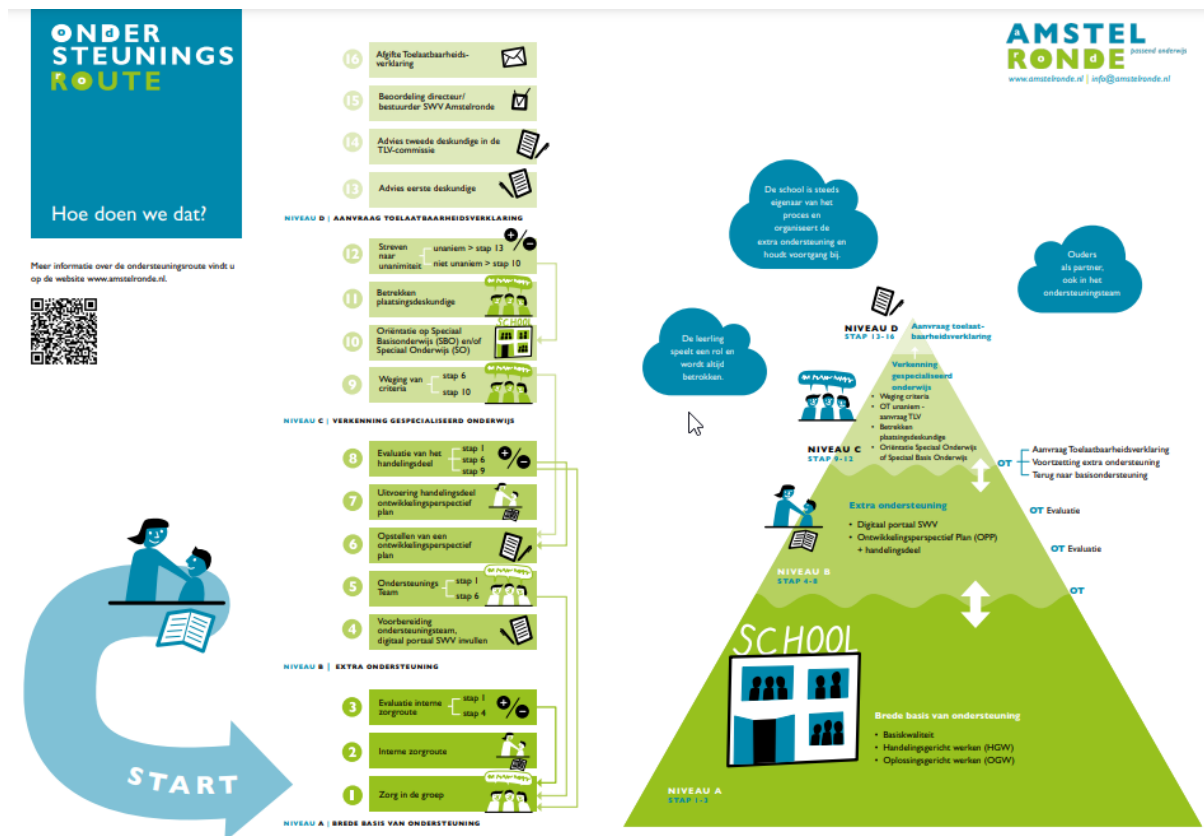 ONDER
STEUNINGS
ROUTE
Hoe doen we dat?
Meer informatie over de ondersteuningsroute vindt u
op de website www.amstelronde.nl.
START
16
Afgifte Toelaatbaarheids-
verklaring
15
Beoordeling directeur/
bestuurder SWV Amstelronde
14
Advies tweede deskundige in de
TLV-commissie
13
Advies eerste deskundige
NIVEAU D | AANVRAAG TOELAATBAARHEIDSVERKLARING
12
Streven
naar
unanimiteit
unaniem > stap 13
niet unaniem > stap 10
11
Betrekken
plaatsingsdeskundige
SCHOOL
10
Oriëntatie op Speciaal
Basisonderwijs (SBO) en/of
Speciaal Onderwijs (SO)
9
Weging van
criteria
stap 6
stap 10
NIVEAU C | VERKENNING GESPECIALISEERD ONDERWIJS
8
Evaluatie van het
handelingsdeel
stap 1
stap 6
stap 9
7
Uitvoering handelingsdeel
ontwikkelingsperspectief
plan
6
Opstellen van een
ontwikkelingsperspectief
plan
5
Ondersteunings
Team
stap 1
stap 6
4
Voorbereiding
ondersteuningsteam,
digitaal portaal SWV invullen
NIVEAU B | EXTRA ONDERSTEUNING
3
Evaluatie interne
zorgroute
stap 1
stap 4
2
Interne zorgroute
1
Zorg in de groep
NIVEAU A | BREDE BASIS VAN ONDERSTEUNING
AMSTEL
RONDE
passend onderwijs
www.amstelronde.nl | info@amstelronde.nl
De school is steeds
eigenaar van het
proces en
organiseert de
extra ondersteuning en
houdt voortgang bij.
Ouders
als partner,
ook in het
ondersteuningsteam
De leerling
speelt een rol en
wordt altijd
betrokken.
NIVEAU D
STAP 13-16
Aanvraag toelaat-
baarheidsverklaring
Verkenning
gespecialiseerd
onderwijs
• Weging criteria
• OT unaniem -
aanvraag TLV
• Betrekken
plaatsingsdeskundige
• Oriëntatie Speciaal Onderwijs
of Speciaal Basis Onderwijs
NIVEAU C
STAP 9-12
OT
Aanvraag Toelaatbaarheidsverklaring
Voortzetting extra ondersteuning
Terug naar basisondersteuning
Extra ondersteuning
• Digitaal portaal SWV
• Ontwikkelingsperspectief Plan (OPP)
+ handelingsdeel
OT Evaluatie
OT Evaluatie
NIVEAU B
STAP 4-8
OT
SCHOOL
Brede basis van ondersteuning
• Basiskwaliteit
• Handelingsgericht werken (HGW)
• Oplossingsgericht werken (OGW)
NIVEAU A
STAP 1-3